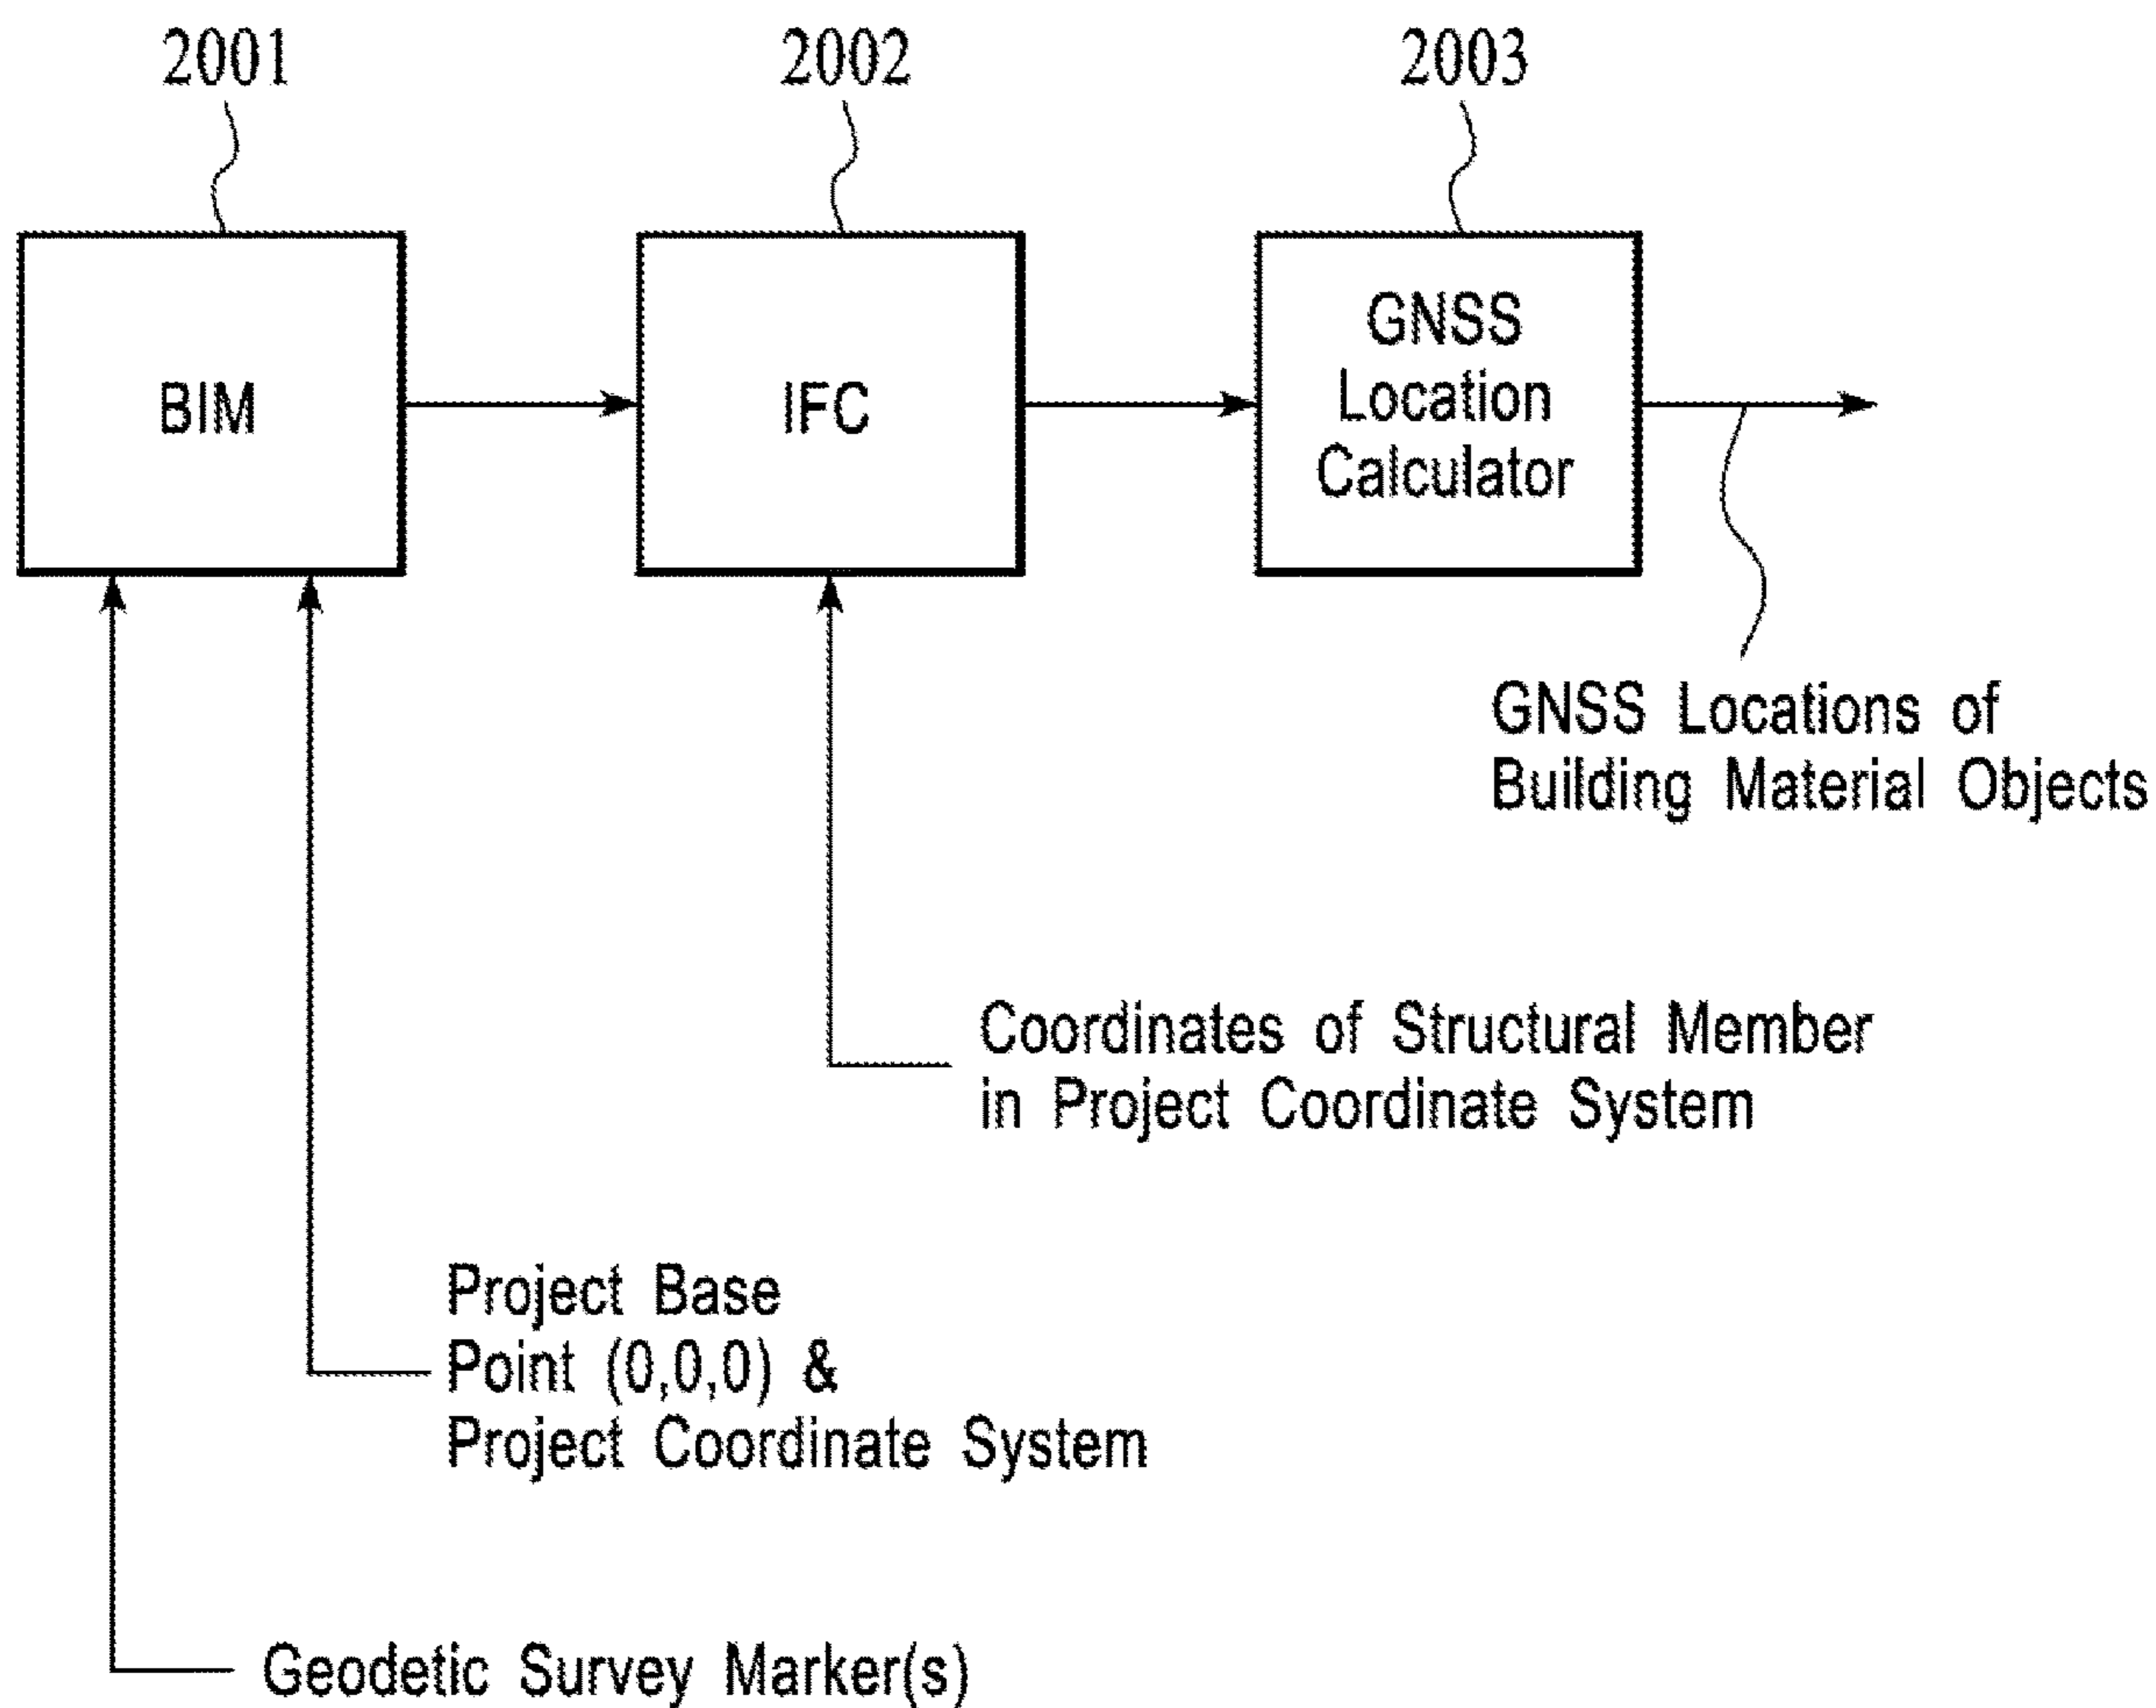 2001
2002
2003
BIM
IFC
GNSS
Location
Calculator
GNSS Locations of
Building Material Objects
Coordinates of Structural Member
in Project Coordinate System
Project Base
Point (0,0,0) &
Project Coordinate System
Geodetic Survey Marker(s)